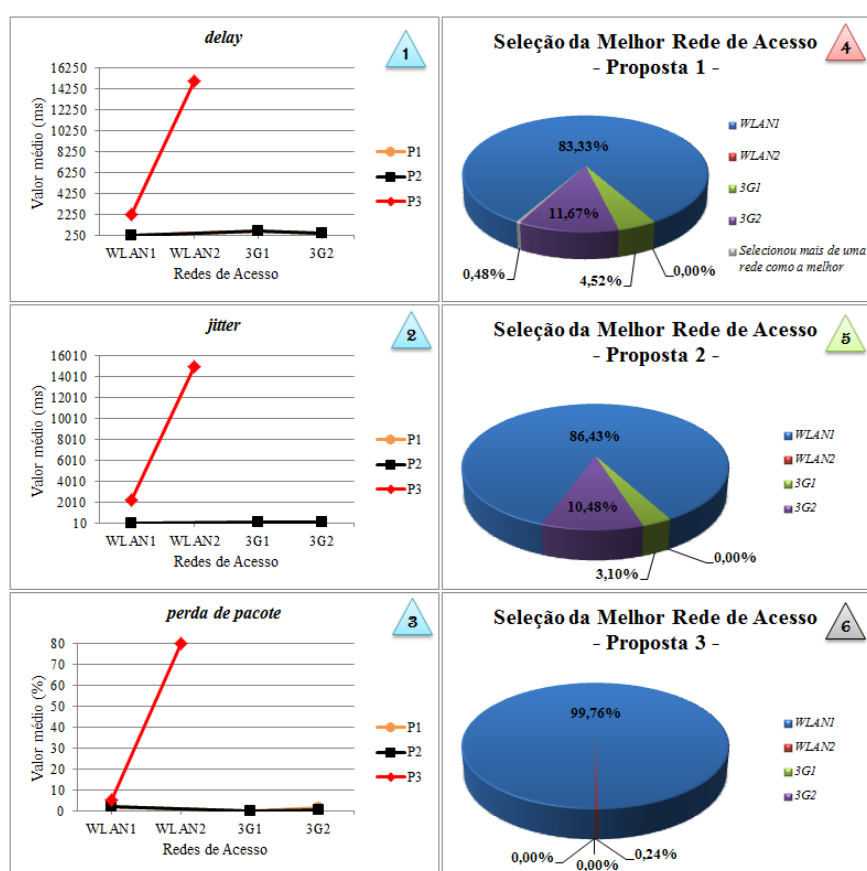 delay
1
Valor médio (ms)
16250
14250
12250
10250
8250
6250
4250
2250
250
WLAN1 WLAN2 3G1 3G2
Redes de Acesso
P1
P2
P3
Seleção da Melhor Rede de Acesso
- Proposta 1 -
4
83,33%
11,67%
0,48%
4,52%
0,00%
WLAN1
WLAN2
3G1
3G2
Selecionou mais de uma
rede como a melhor
jitter
2
Valor médio (ms)
16010
14010
12010
10010
8010
6010
4010
2010
10
WLAN1 WLAN2 3G1 3G2
Redes de Acesso
P1
P2
P3
Seleção da Melhor Rede de Acesso
- Proposta 2 -
5
86,43%
10,48%
3,10%
0,00%
WLAN1
WLAN2
3G1
3G2
perda de pacote
3
Valor médio (%)
80
70
60
50
40
30
20
10
0
WLAN1 WLAN2 3G1 3G2
Redes de Acesso
P1
P2
P3
Seleção da Melhor Rede de Acesso
- Proposta 3 -
6
99,76%
0,00%
0,00%
0,24%
WLAN1
WLAN2
3G1
3G2